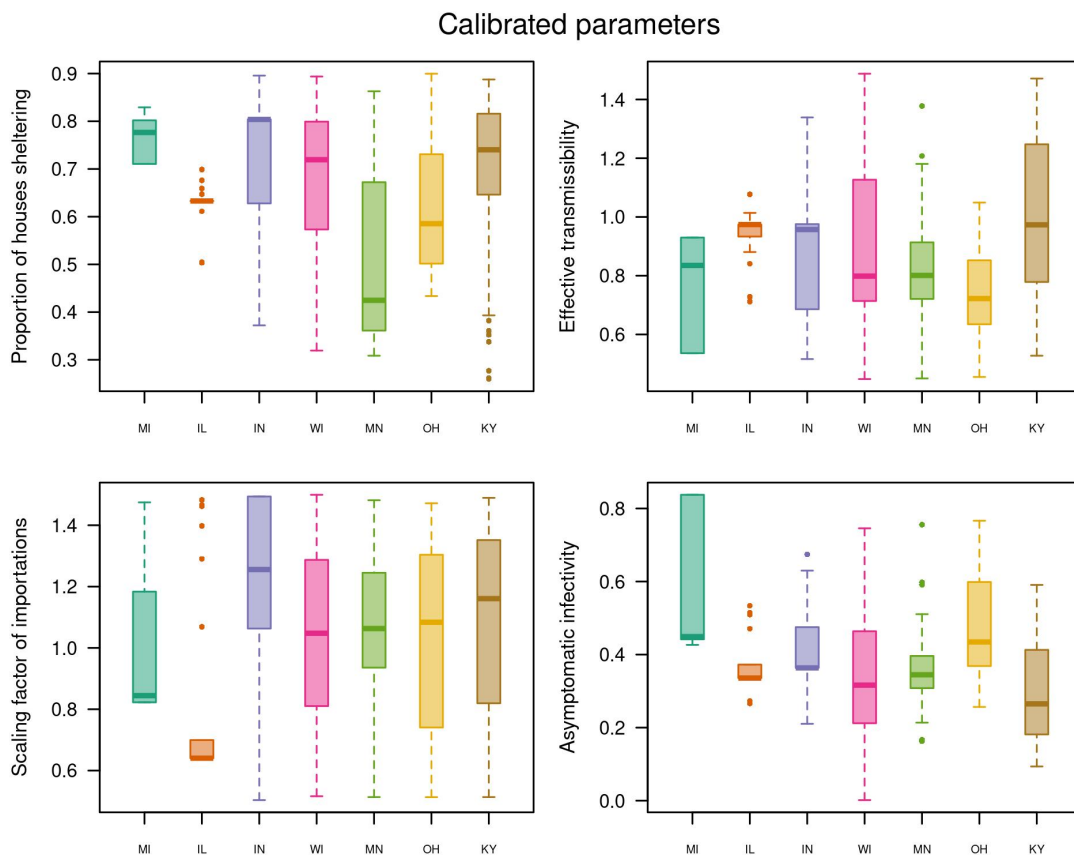 Calibrated parameters
Proportion of houses sheltering
0.9
0.8
0.7
0.6
0.5
0.4
0.3
MI IL IN WI MN OH KY
Effective transmissibility
1.4
1.2
1.0
0.8
0.6
MI IL IN WI MN OH KY
Scaling factor of importations
1.4
1.2
1.0
0.8
0.6
MI IL IN WI MN OH KY
Asymptomatic infectivity
0.8
0.6
0.4
0.2
0.0
MI IL IN WI MN OH KY